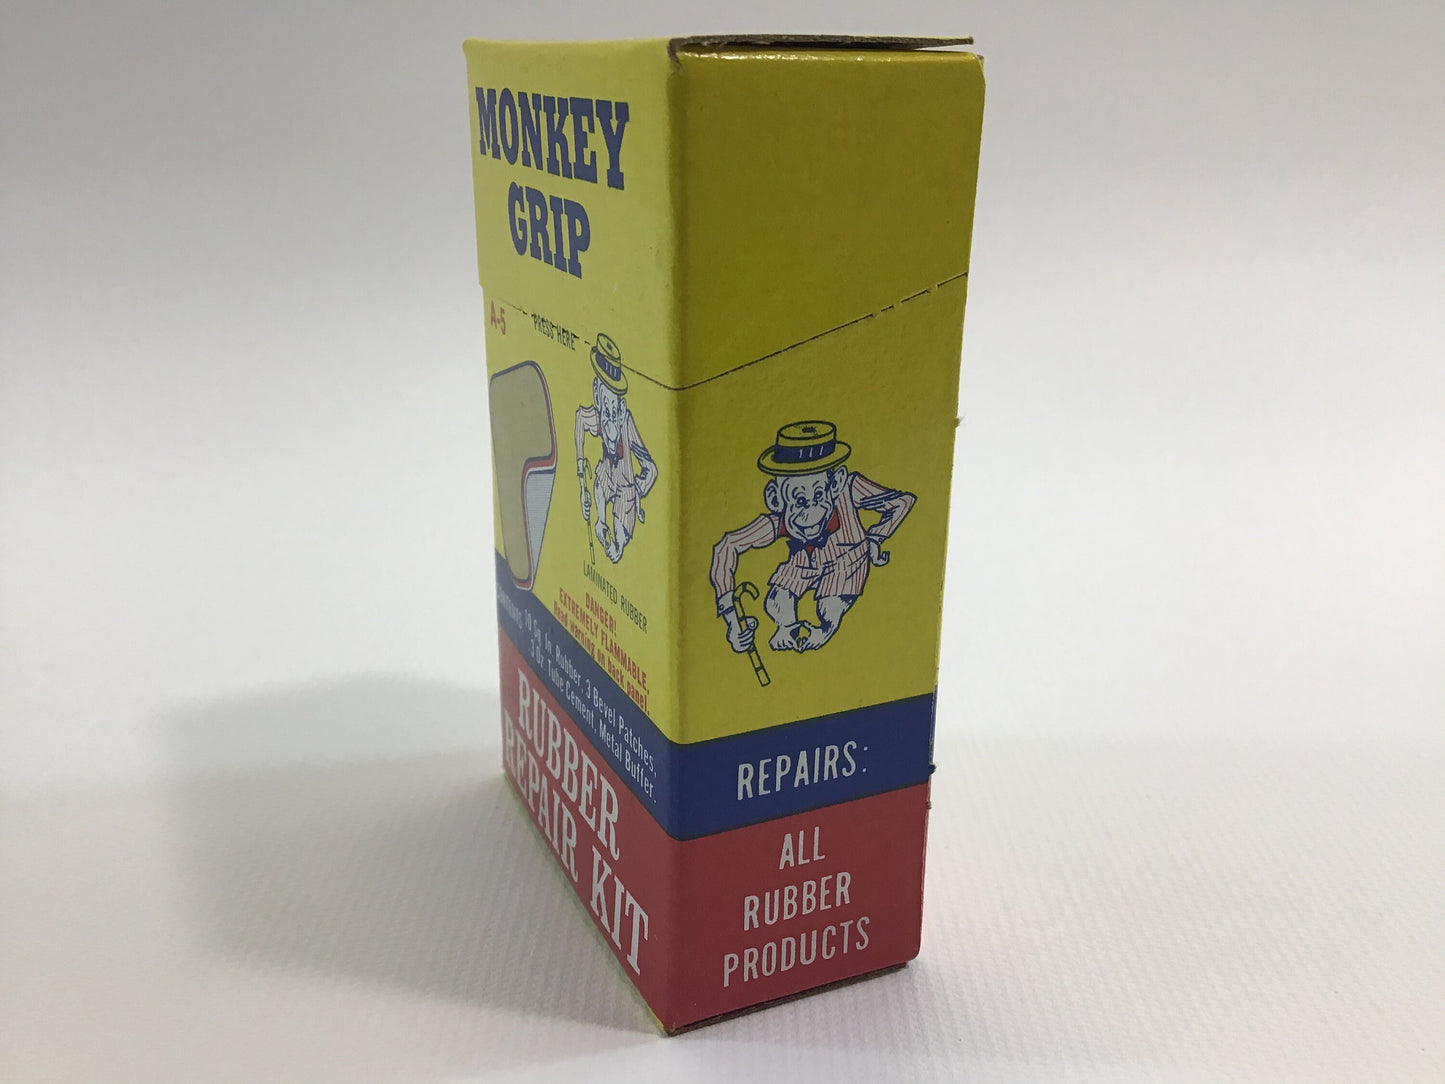 MONKEY
GRIP
A-5
PRESS HERE
LAMINATED RUBBER
DANGER!
EXTREMELY FLAMMABLE.
Read warning on back panel.
CONTENTS 10 Sq. In. Rubber, 3 Bevel Patches,
.3 Oz. Tube Cement, Metal Buffer.
RUBBER
REPAIR KIT
REPAIRS:
ALL
RUBBER
PRODUCTS